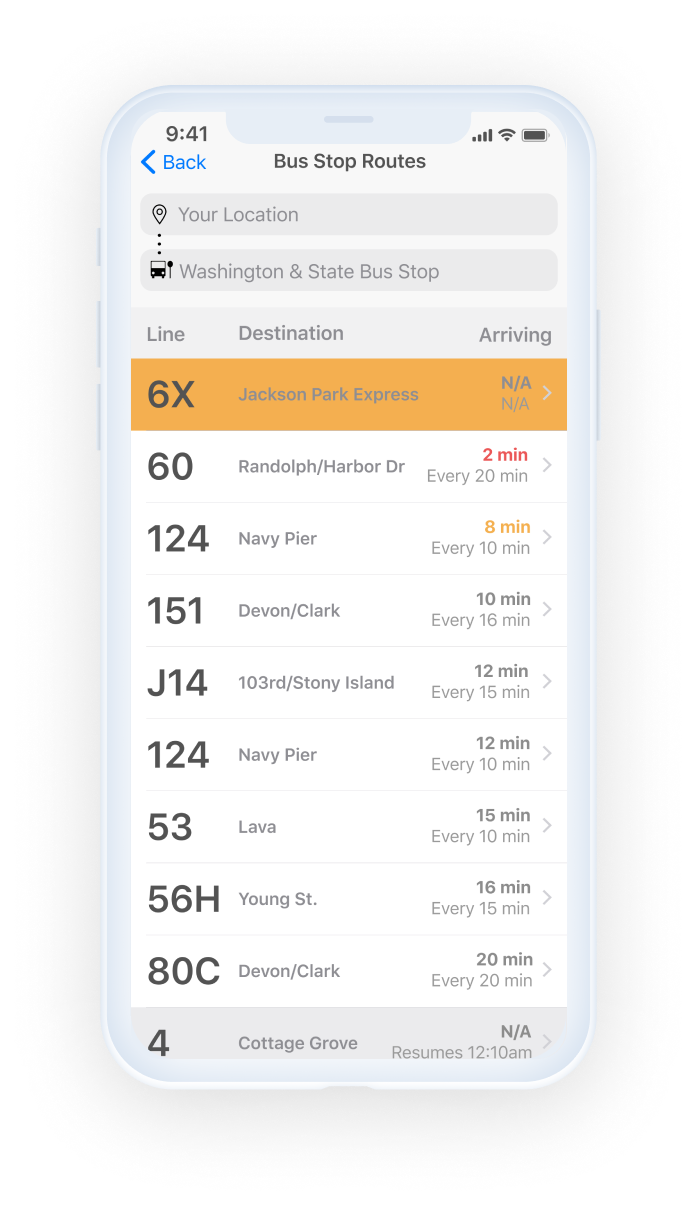 9:41
Back Bus Stop Routes
Your Location
Washington & State Bus Stop
Line Destination Arriving
6X Jackson Park Express N/A
N/A
60 Randolph/Harbor Dr 2 min
Every 20 min
124 Navy Pier 8 min
Every 10 min
151 Devon/Clark 10 min
Every 16 min
J14 103rd/Stony Island 12 min
Every 15 min
124 Navy Pier 12 min
Every 10 min
53 Lava 15 min
Every 10 min
56H Young St. 16 min
Every 15 min
80C Devon/Clark 20 min
Every 20 min
4 Cottage Grove N/A
Resumes 12:10am